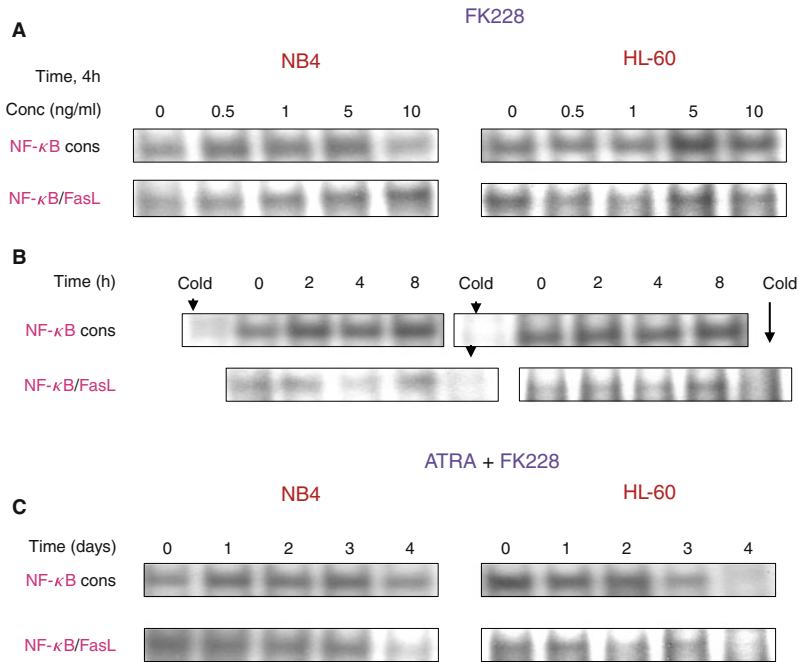 FK228
A
NB4 HL-60
Time, 4h
Conc (ng/ml) 0 0.5 1 5 10 0 0.5 1 5 10
NF-κB cons
NF-κB/FasL
B
Time (h) Cold 0 2 4 8 Cold 0 2 4 8 Cold
NF-κB cons
NF-κB/FasL
ATRA + FK228
NB4 HL-60
C
Time (days) 0 1 2 3 4 0 1 2 3 4
NF-κB cons
NF-κB/FasL